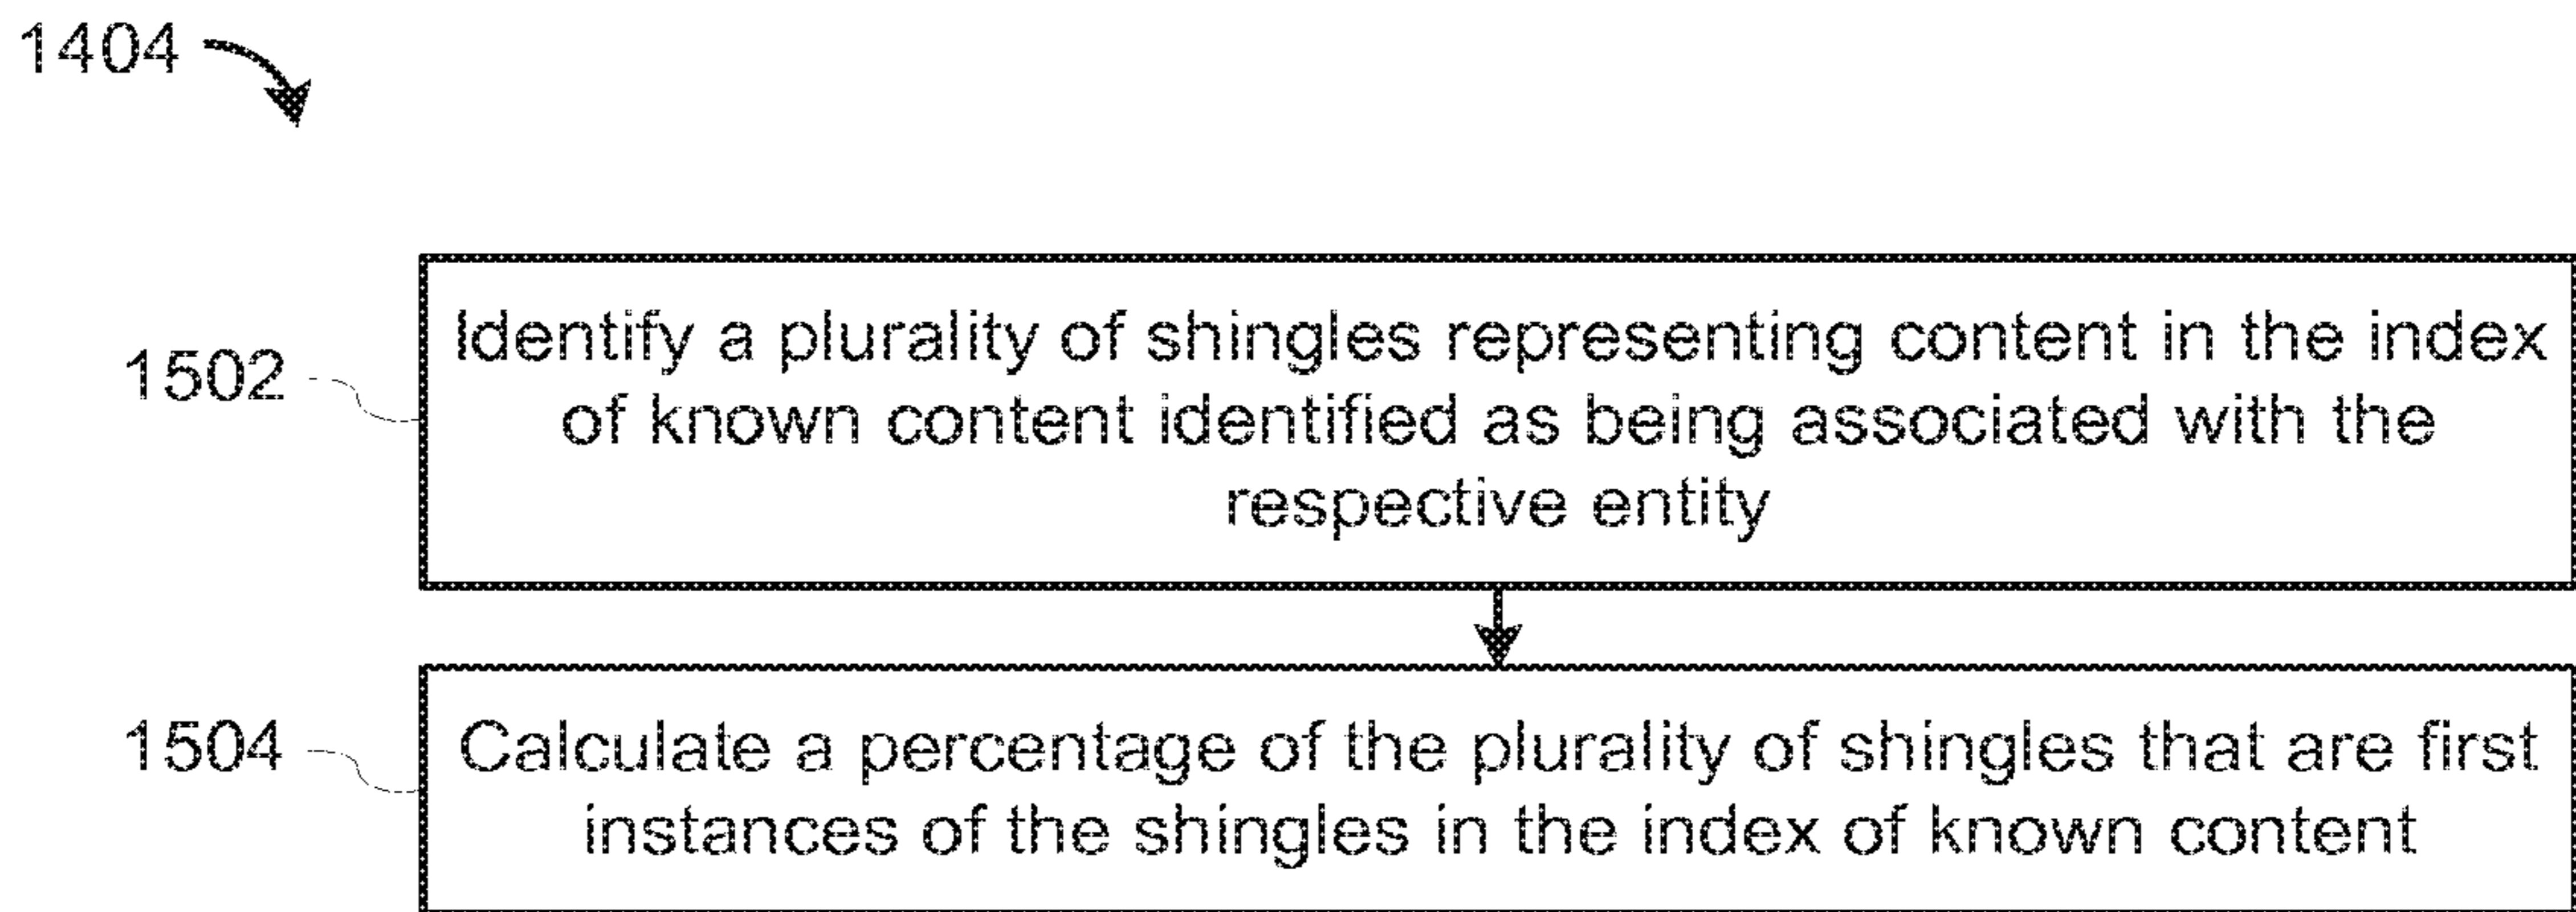 1404
1502
Identify a plurality of shingles representing content in the index
of known content identified as being associated with the
respective entity
1504
Calculate a percentage of the plurality of shingles that are first
instances of the shingles in the index of known content